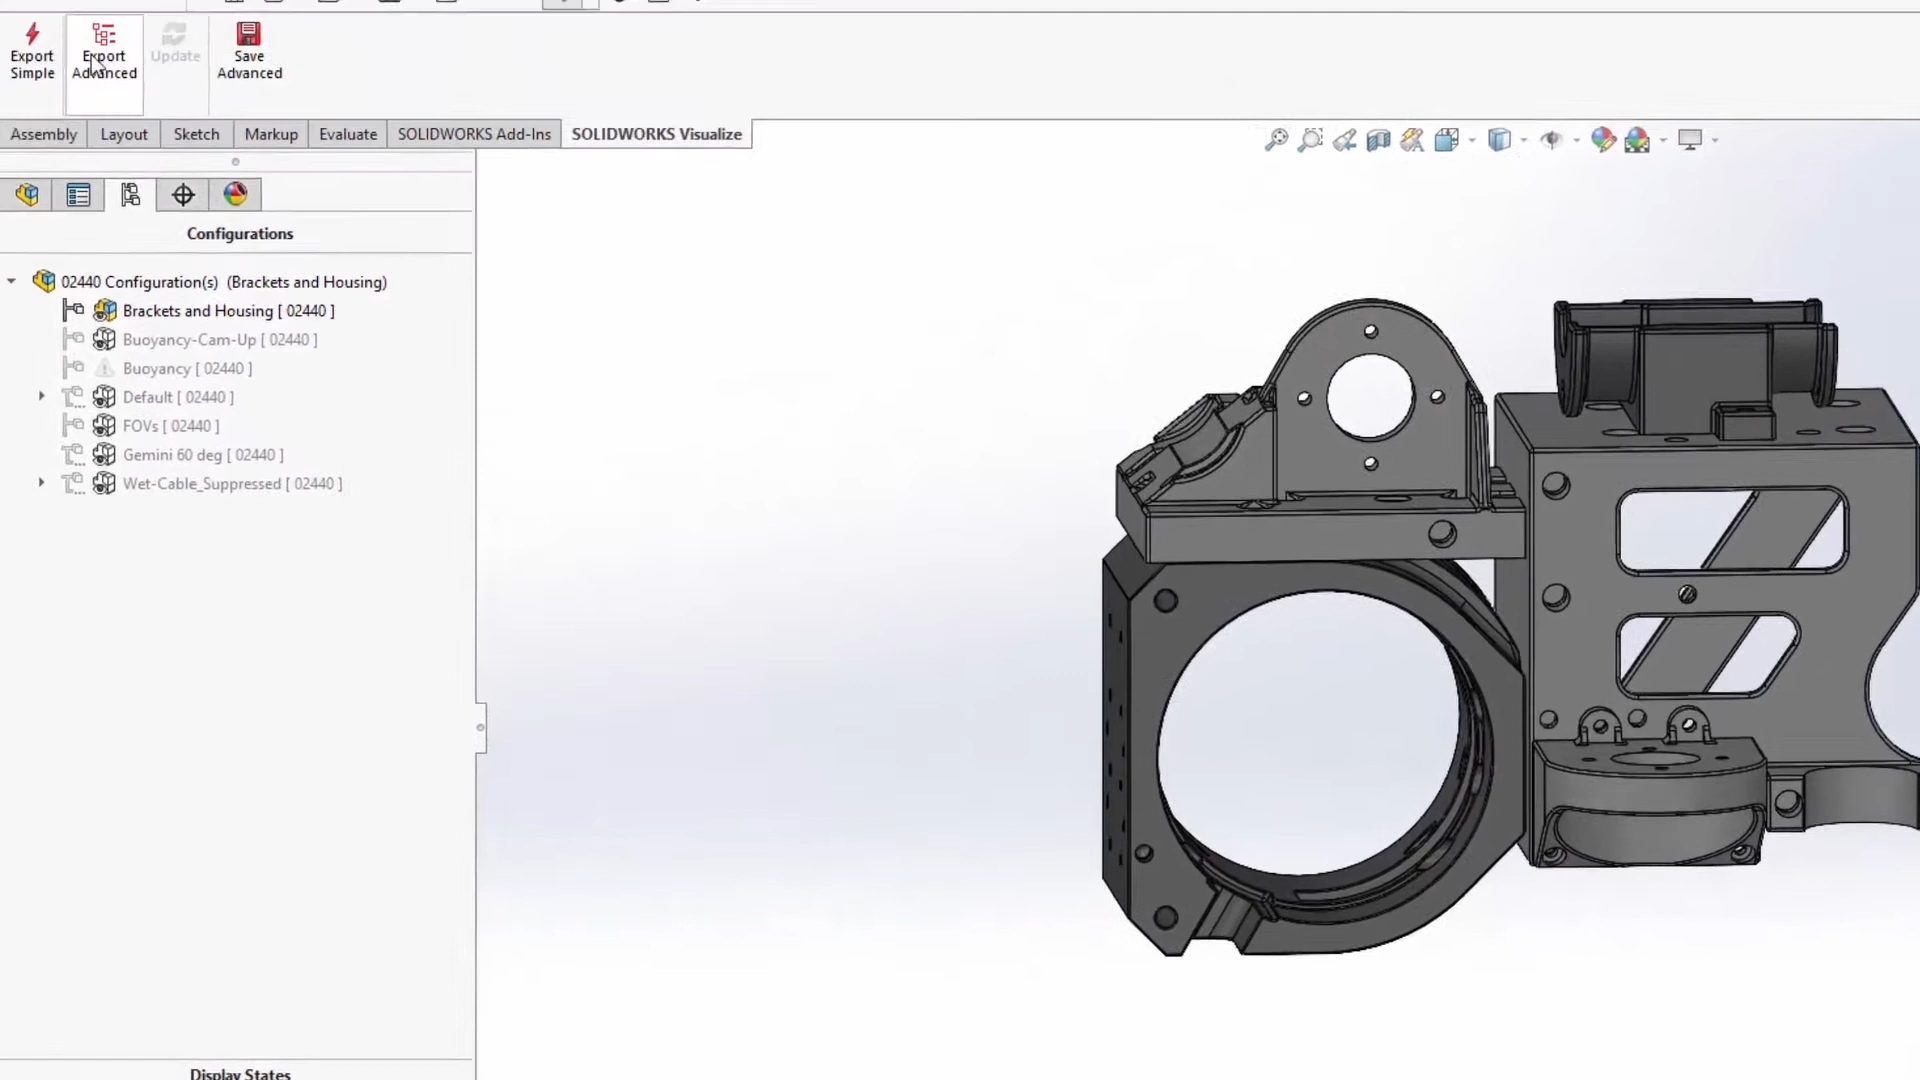 Export
Simple
Export
Advanced
Update
Save
Advanced
Assembly
Layout
Sketch
Markup
Evaluate
SOLIDWORKS Add-Ins
SOLIDWORKS Visualize
Configurations
02440 Configuration(s) (Brackets and Housing)
Brackets and Housing [ 02440 ]
Buoyancy-Cam-Up [ 02440 ]
Buoyancy [ 02440 ]
Default [ 02440 ]
FOVs [ 02440 ]
Gemini 60 deg [ 02440 ]
Wet-Cable_Suppressed [ 02440 ]
Display States